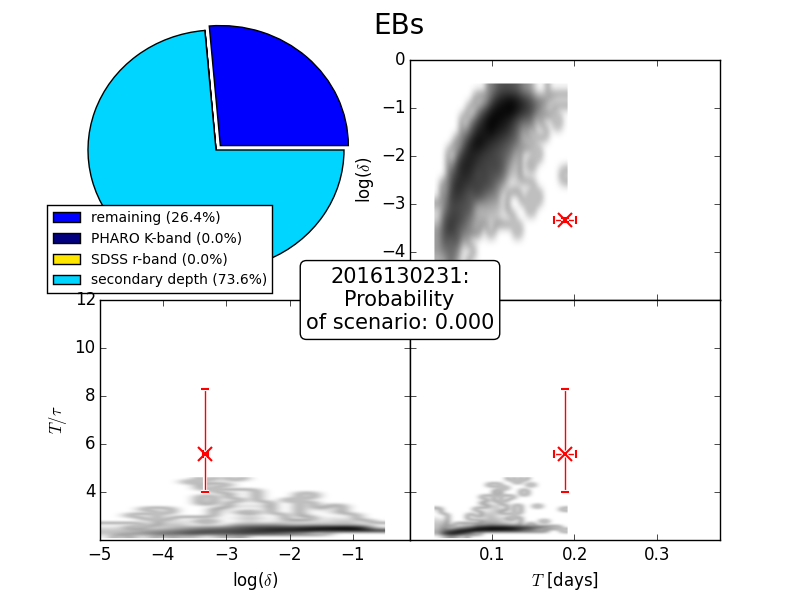 EBs
remaining (26.4%)
PHARO K-band (0.0%)
SDSS r-band (0.0%)
secondary depth (73.6%)
0
−1
−2
−3
−4
log(δ)
2016130231:
Probability
of scenario: 0.000
12
10
8
6
4
T/τ
−5
−4
−3
−2
−1
log(δ)
0.1
0.2
0.3
T [days]